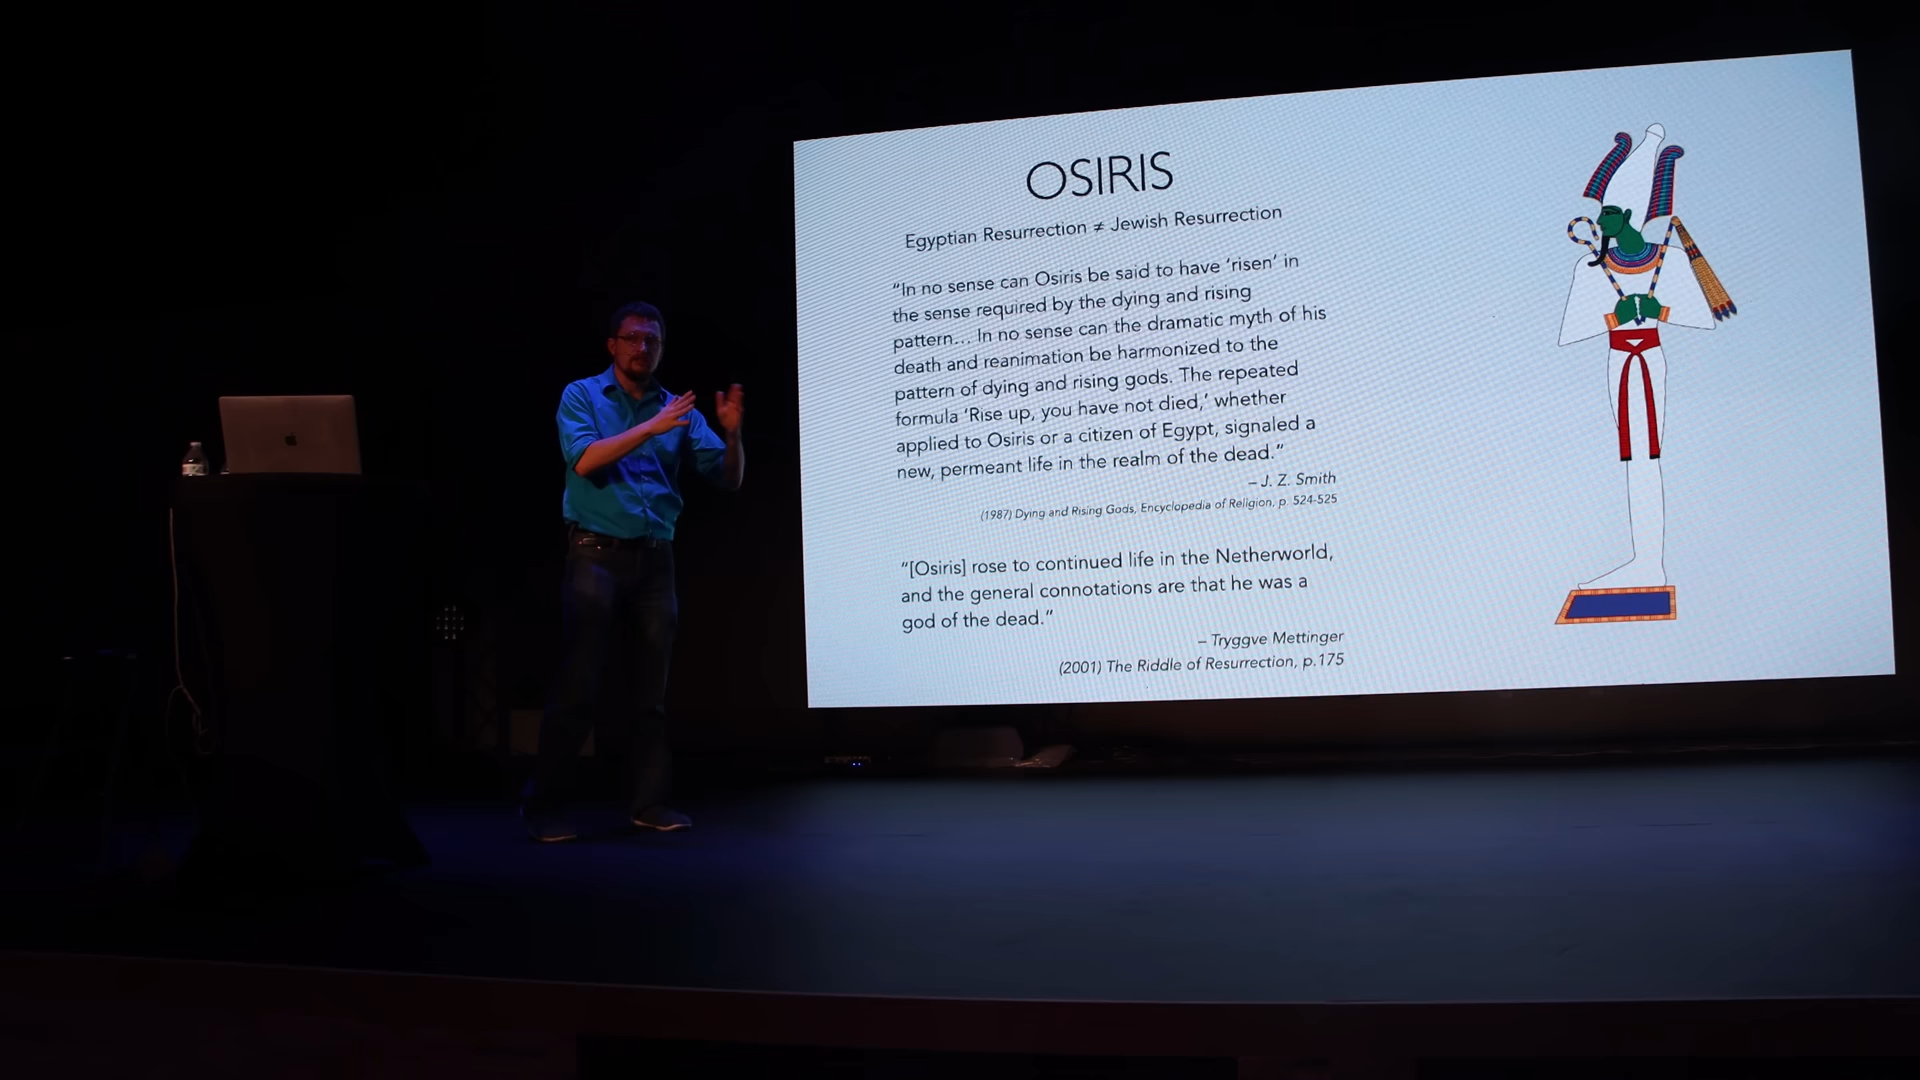 OSIRIS
Egyptian Resurrection ≠ Jewish Resurrection
“In no sense can Osiris be said to have ‘risen’ in
the sense required by the dying and rising
pattern… In no sense can the dramatic myth of his
death and reanimation be harmonized to the
pattern of dying and rising gods. The repeated
formula ‘Rise up, you have not died,’ whether
applied to Osiris or a citizen of Egypt, signaled a
new, permeant life in the realm of the dead.”
– J. Z. Smith
(1987) Dying and Rising Gods, Encyclopedia of Religion, p. 524-525
“[Osiris] rose to continued life in the Netherworld,
and the general connotations are that he was a
god of the dead.”
– Tryggve Mettinger
(2001) The Riddle of Resurrection, p.175